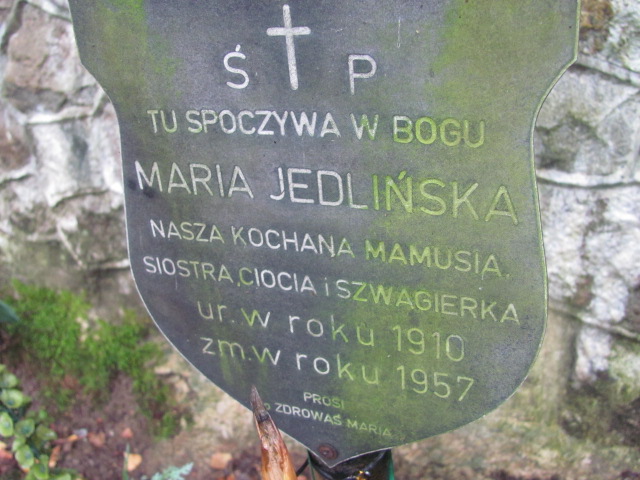 Ś P
TU SPOCZYWA W BOGU
MARIA JEDLIŃSKA
NASZA KOCHANA MAMUSIA,
SIOSTRA, CIOCIA i SZWAGIERKA
ur. w roku 1910
zm. w roku 1957
PROSI
ZDROWAŚ MARIA